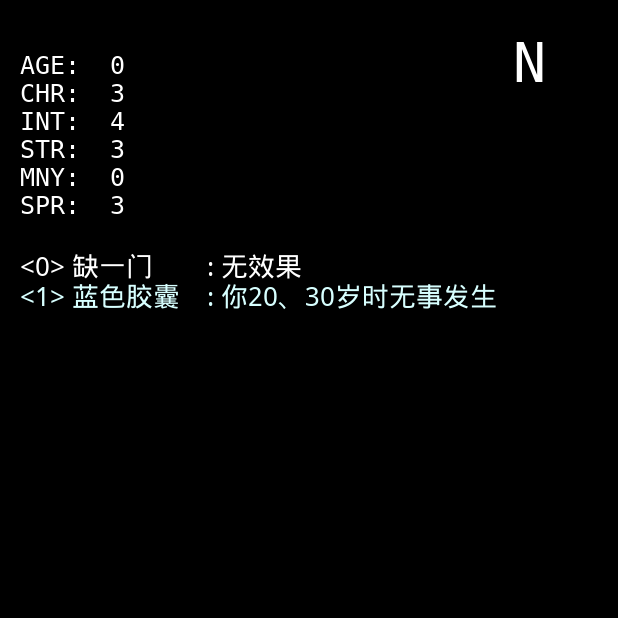 N
AGE: 0
CHR: 3
INT: 4
STR: 3
MNY: 0
SPR: 3
<0> 缺一门 : 无效果
<1> 蓝色胶囊 : 你20、30岁时无事发生